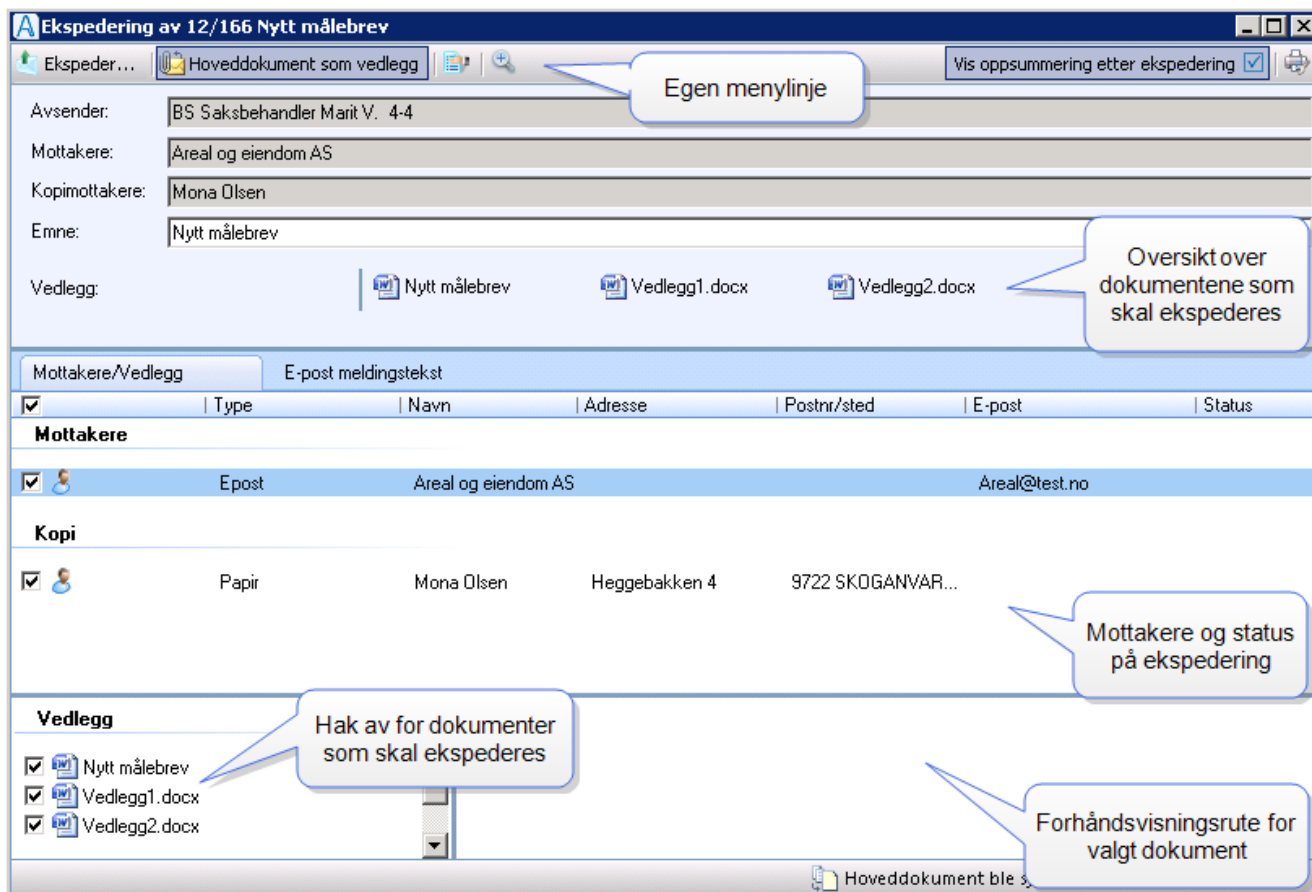 Ekspedering av 12/166 Nytt målebrev
Ekspeder... Hoveddokument som vedlegg Vis oppsummering etter ekspedering
Egen menylinje
Avsender: BS Saksbehandler Marit V. 4-4
Mottakere: Areal og eiendom AS
Kopimottakere: Mona Olsen
Emne: Nytt målebrev
Vedlegg: Nytt målebrev Vedlegg1.docx Vedlegg2.docx
Oversikt over
dokumentene som
skal ekspederes
Mottakere/Vedlegg E-post meldingstekst
Type Navn Adresse Postnr/sted E-post Status
Mottakere
Epost Areal og eiendom AS Areal@test.no
Kopi
Papir Mona Olsen Heggebakken 4 9722 SKOGANVAR...
Mottakere og status
på ekspedering
Vedlegg
Hak av for dokumenter
som skal ekspederes
Nytt målebrev
Vedlegg1.docx
Vedlegg2.docx
Forhåndsvisningsrute for
valgt dokument
Hoveddokument ble